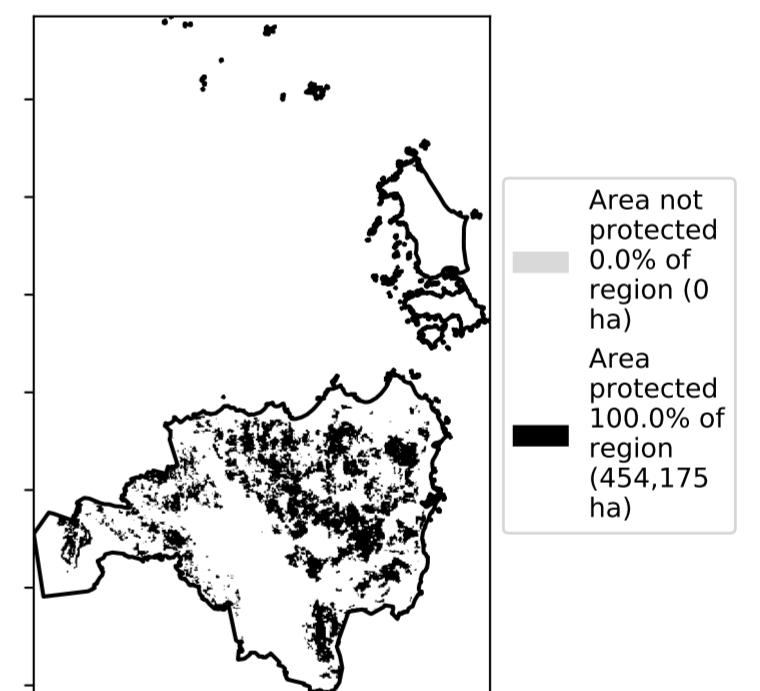 Area not
protected
0.0% of
region (0
ha)
Area
protected
100.0% of
region
(454,175
ha)